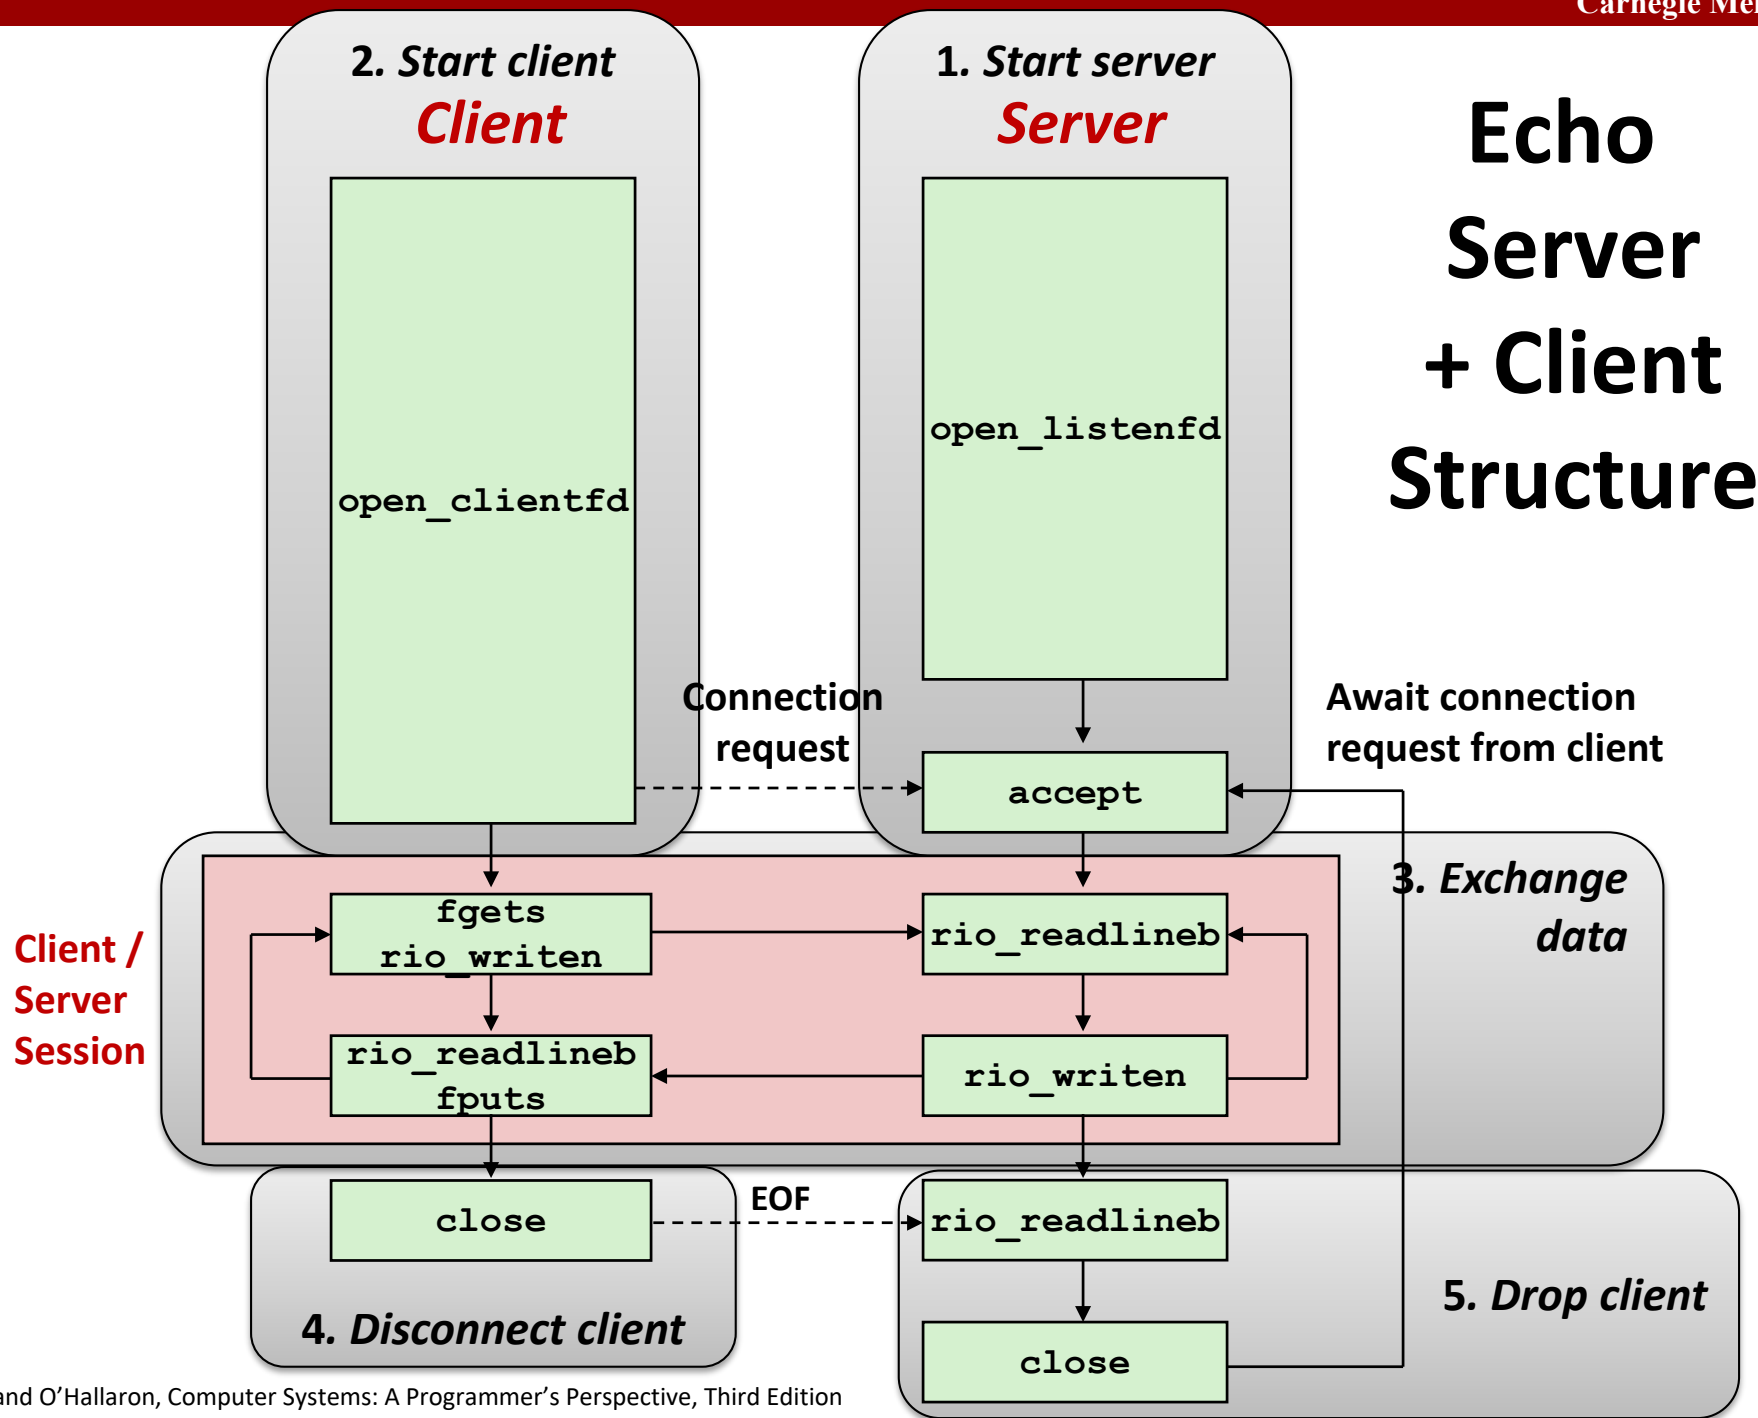 Carnegie Mel
2. Start client
Client
1. Start server
Server
Echo
Server
+ Client
Structure
open_listenfd
open_clientfd
Connection
request
Await connection
request from client
accept
3. Exchange
data
Client /
Server
Session
fgets
rio_writen
rio_readlineb
rio_readlineb
fputs
rio_writen
close
EOF
rio_readlineb
4. Disconnect client
5. Drop client
close
and O'Hallaron, Computer Systems: A Programmer's Perspective, Third Edition